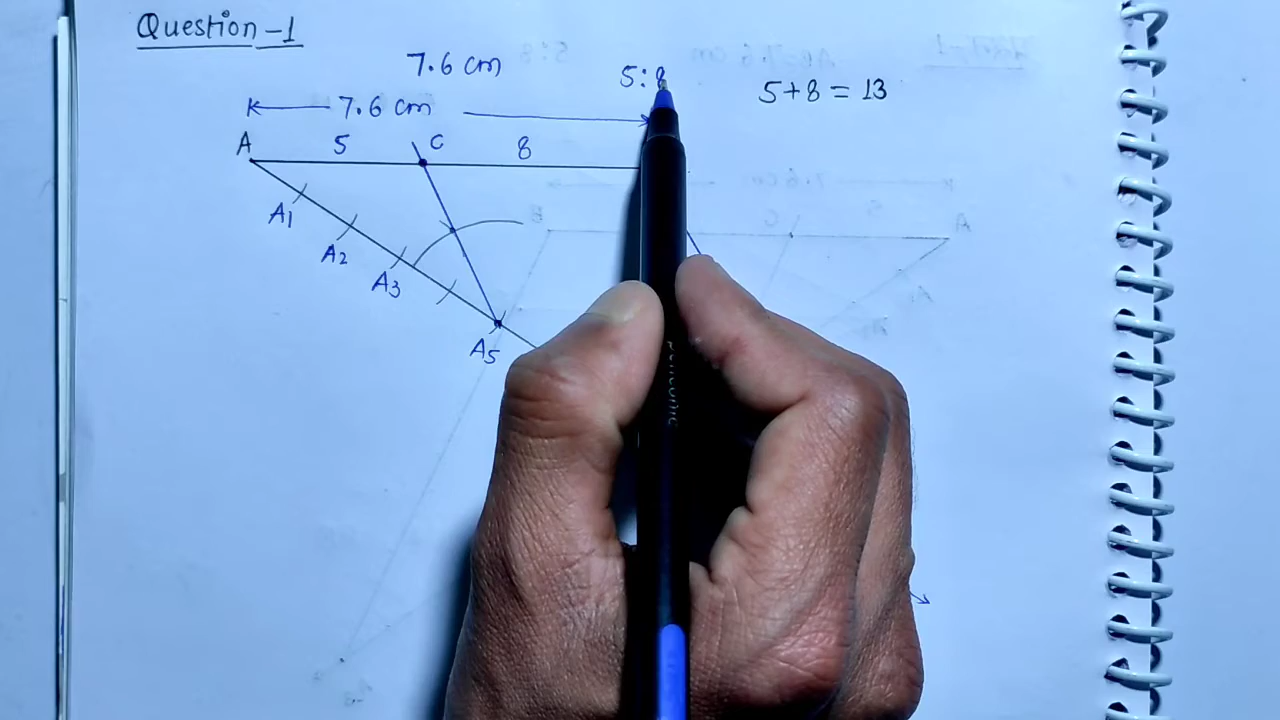 Question-1
7.6 cm
5:8
5+8 = 13
7.6 cm
A 5 C 8
A1
A2
A3
A5